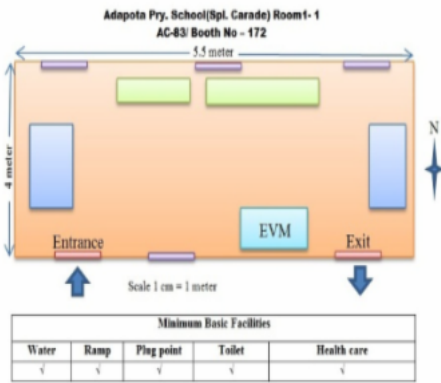 Adapota Pry. School(Spl. Carade) Room1- 1
AC-83/ Booth No – 172
5.5 meter
4 meter
N
EVM
Entrance
Exit
Scale 1 cm = 1 meter
Minimum Basic Facilities
Water Ramp Plug point Toilet Health care
√ √ √ √ √